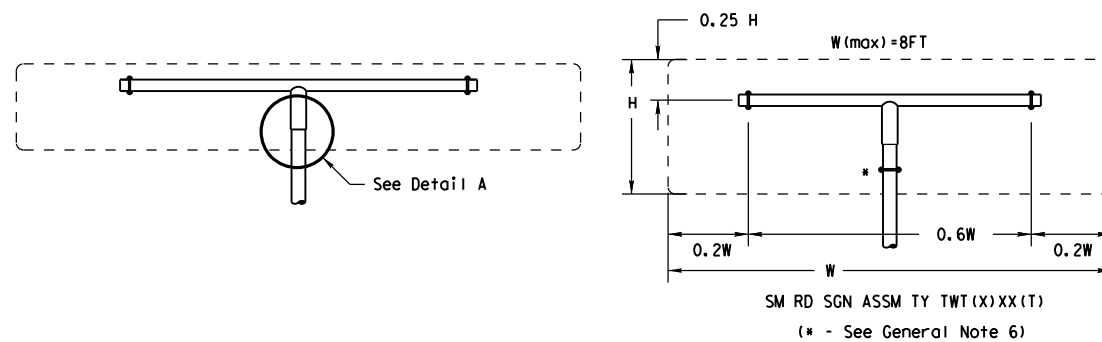 See Detail A
0.25 H
W(max)=8FT
H
*
0.2W
0.6W
0.2W
W
SM RD SGN ASSM TY TWT(X)XX(T)
(* - See General Note 6)